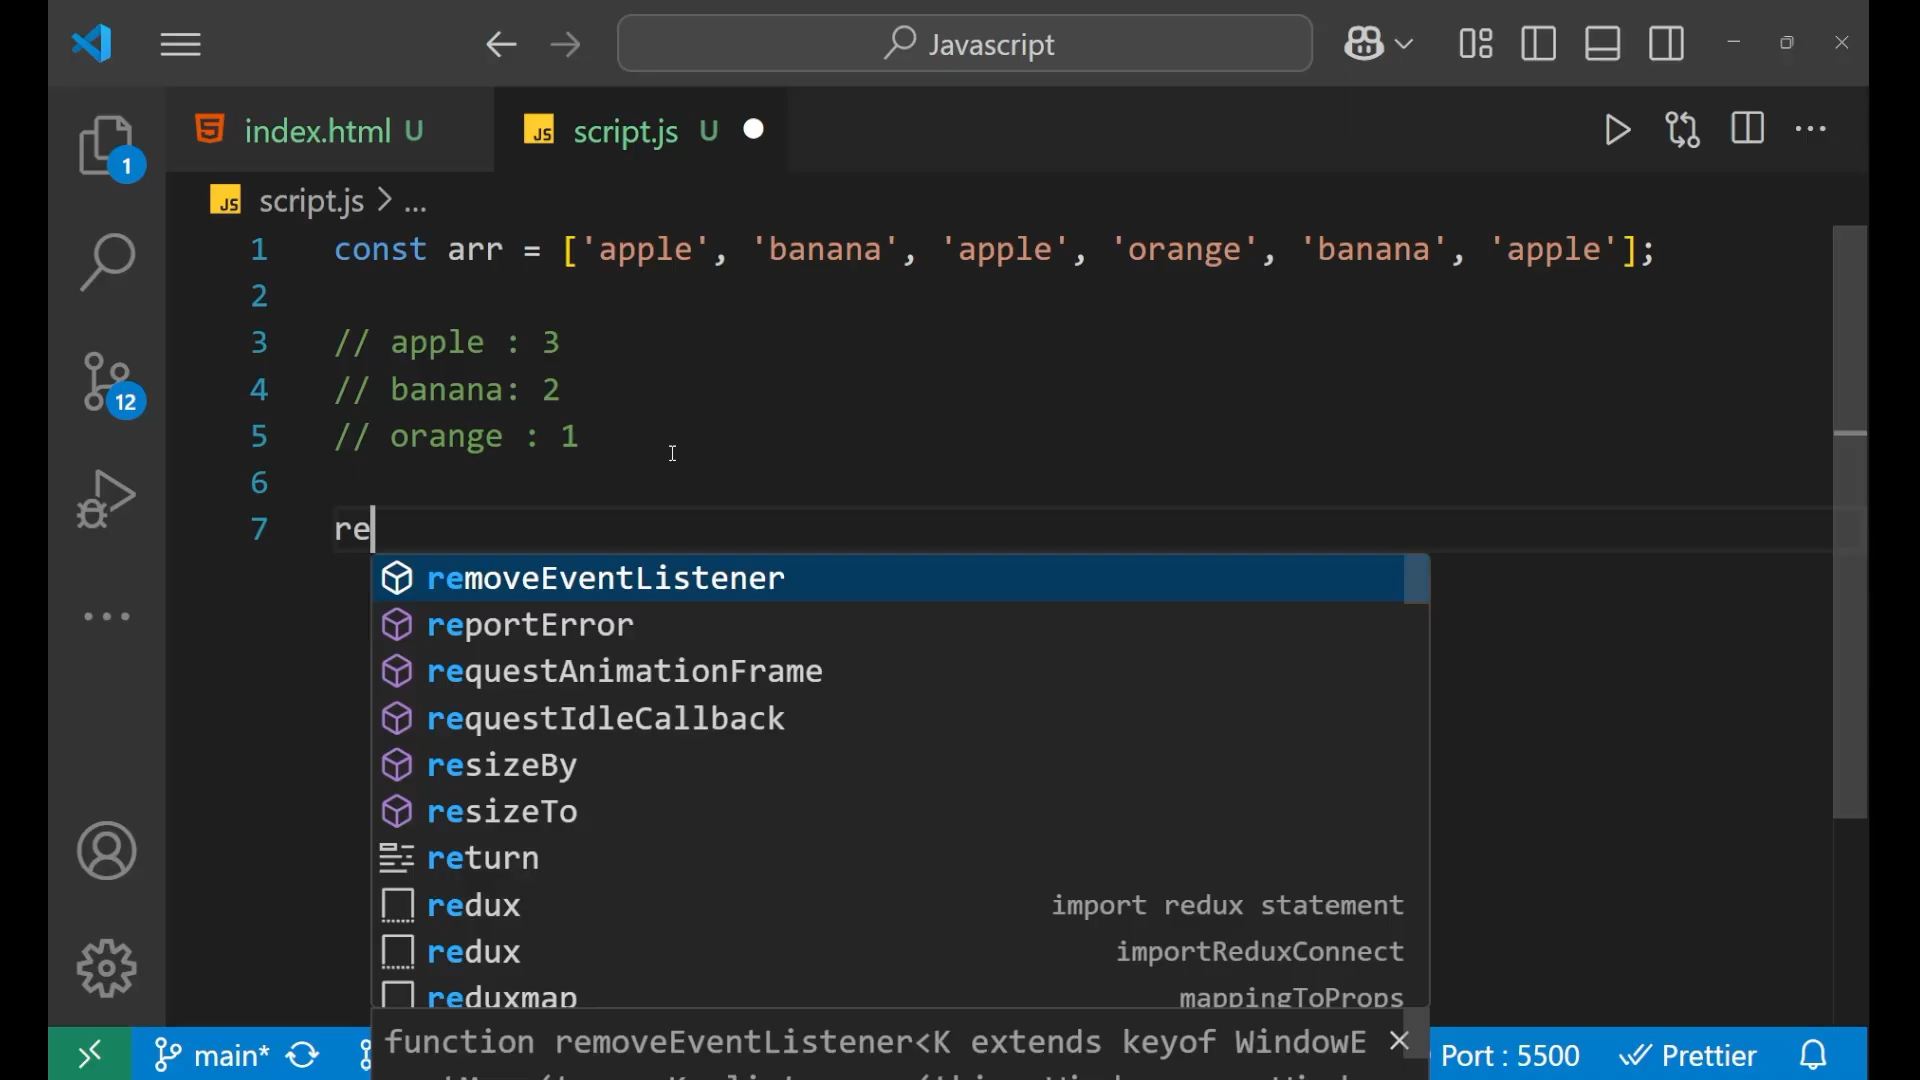 Javascript
index.html U
script.js U
1
script.js > ...
1 const arr = ['apple', 'banana', 'apple', 'orange', 'banana', 'apple'];
2
3 // apple : 3
4 // banana: 2
5 // orange : 1
6
7 re
12
removeEventListener
reportError
requestAnimationFrame
requestIdleCallback
resizeBy
resizeTo
return
redux import redux statement
redux importReduxConnect
reduxmap mappingToProps
function removeEventListener<K extends keyof WindowE
main* Port : 5500 Prettier